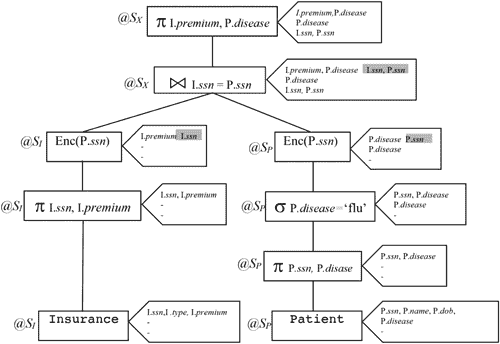 @S_X
π I.premium, P.disease
I.premium,P.disease
P.disease
I.ssn, P.ssn
@S_X
⋈ I.ssn = P.ssn
I.premium, P.disease I.ssn, P.ssn
P.disease
I.ssn, P.ssn
@S_I
Enc(P.ssn)
I.premium I.ssn
-
-
@S_P
Enc(P.ssn)
P.disease P.ssn
P.disease
-
@S_I
π I.ssn, I.premium
I.ssn, I.premium
-
-
@S_P
σ P.disease='flu'
P.ssn, P.disease
P.disease
-
@S_P
π P.ssn, P.disase
P.ssn, P.disease
-
-
@S_I
Insurance
I.ssn,I.type, I.premium
-
-
@S_P
Patient
P.ssn, P.name, P.dob,
P.disease
-